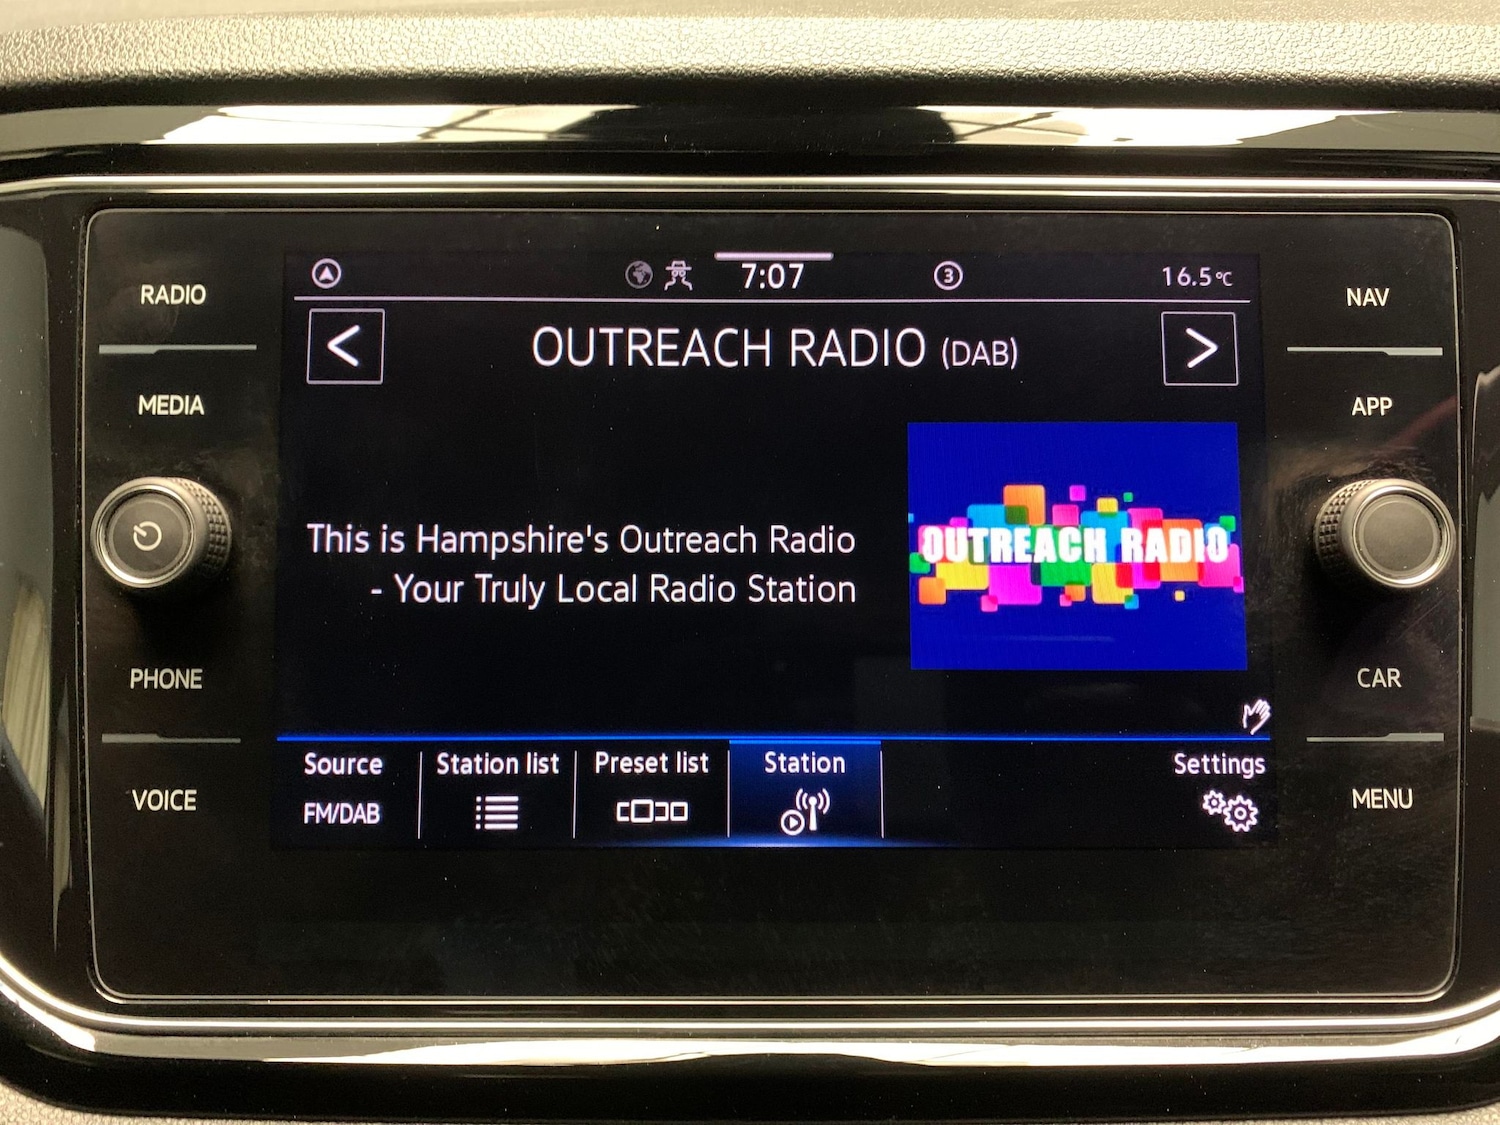 RADIO
MEDIA
PHONE
VOICE
7:07
3
16.5°C
<
OUTREACH RADIO (DAB)
>
This is Hampshire's Outreach Radio
- Your Truly Local Radio Station
OUTREACH RADIO
Source
FM/DAB
Station list
Preset list
Station
Settings
NAV
APP
CAR
MENU